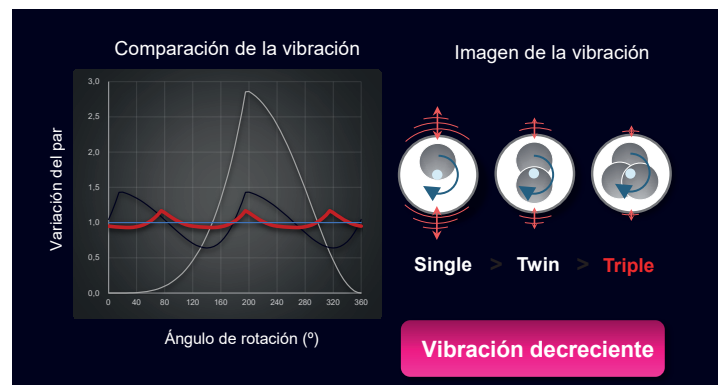 Comparación de la vibración
Imagen de la vibración
Variación del par
3,0
2,5
2,0
1,5
1,0
0,5
0,0
0 40 80 120 160 200 240 280 320 360
Ángulo de rotación (º)
Single > Twin > Triple
Vibración decreciente